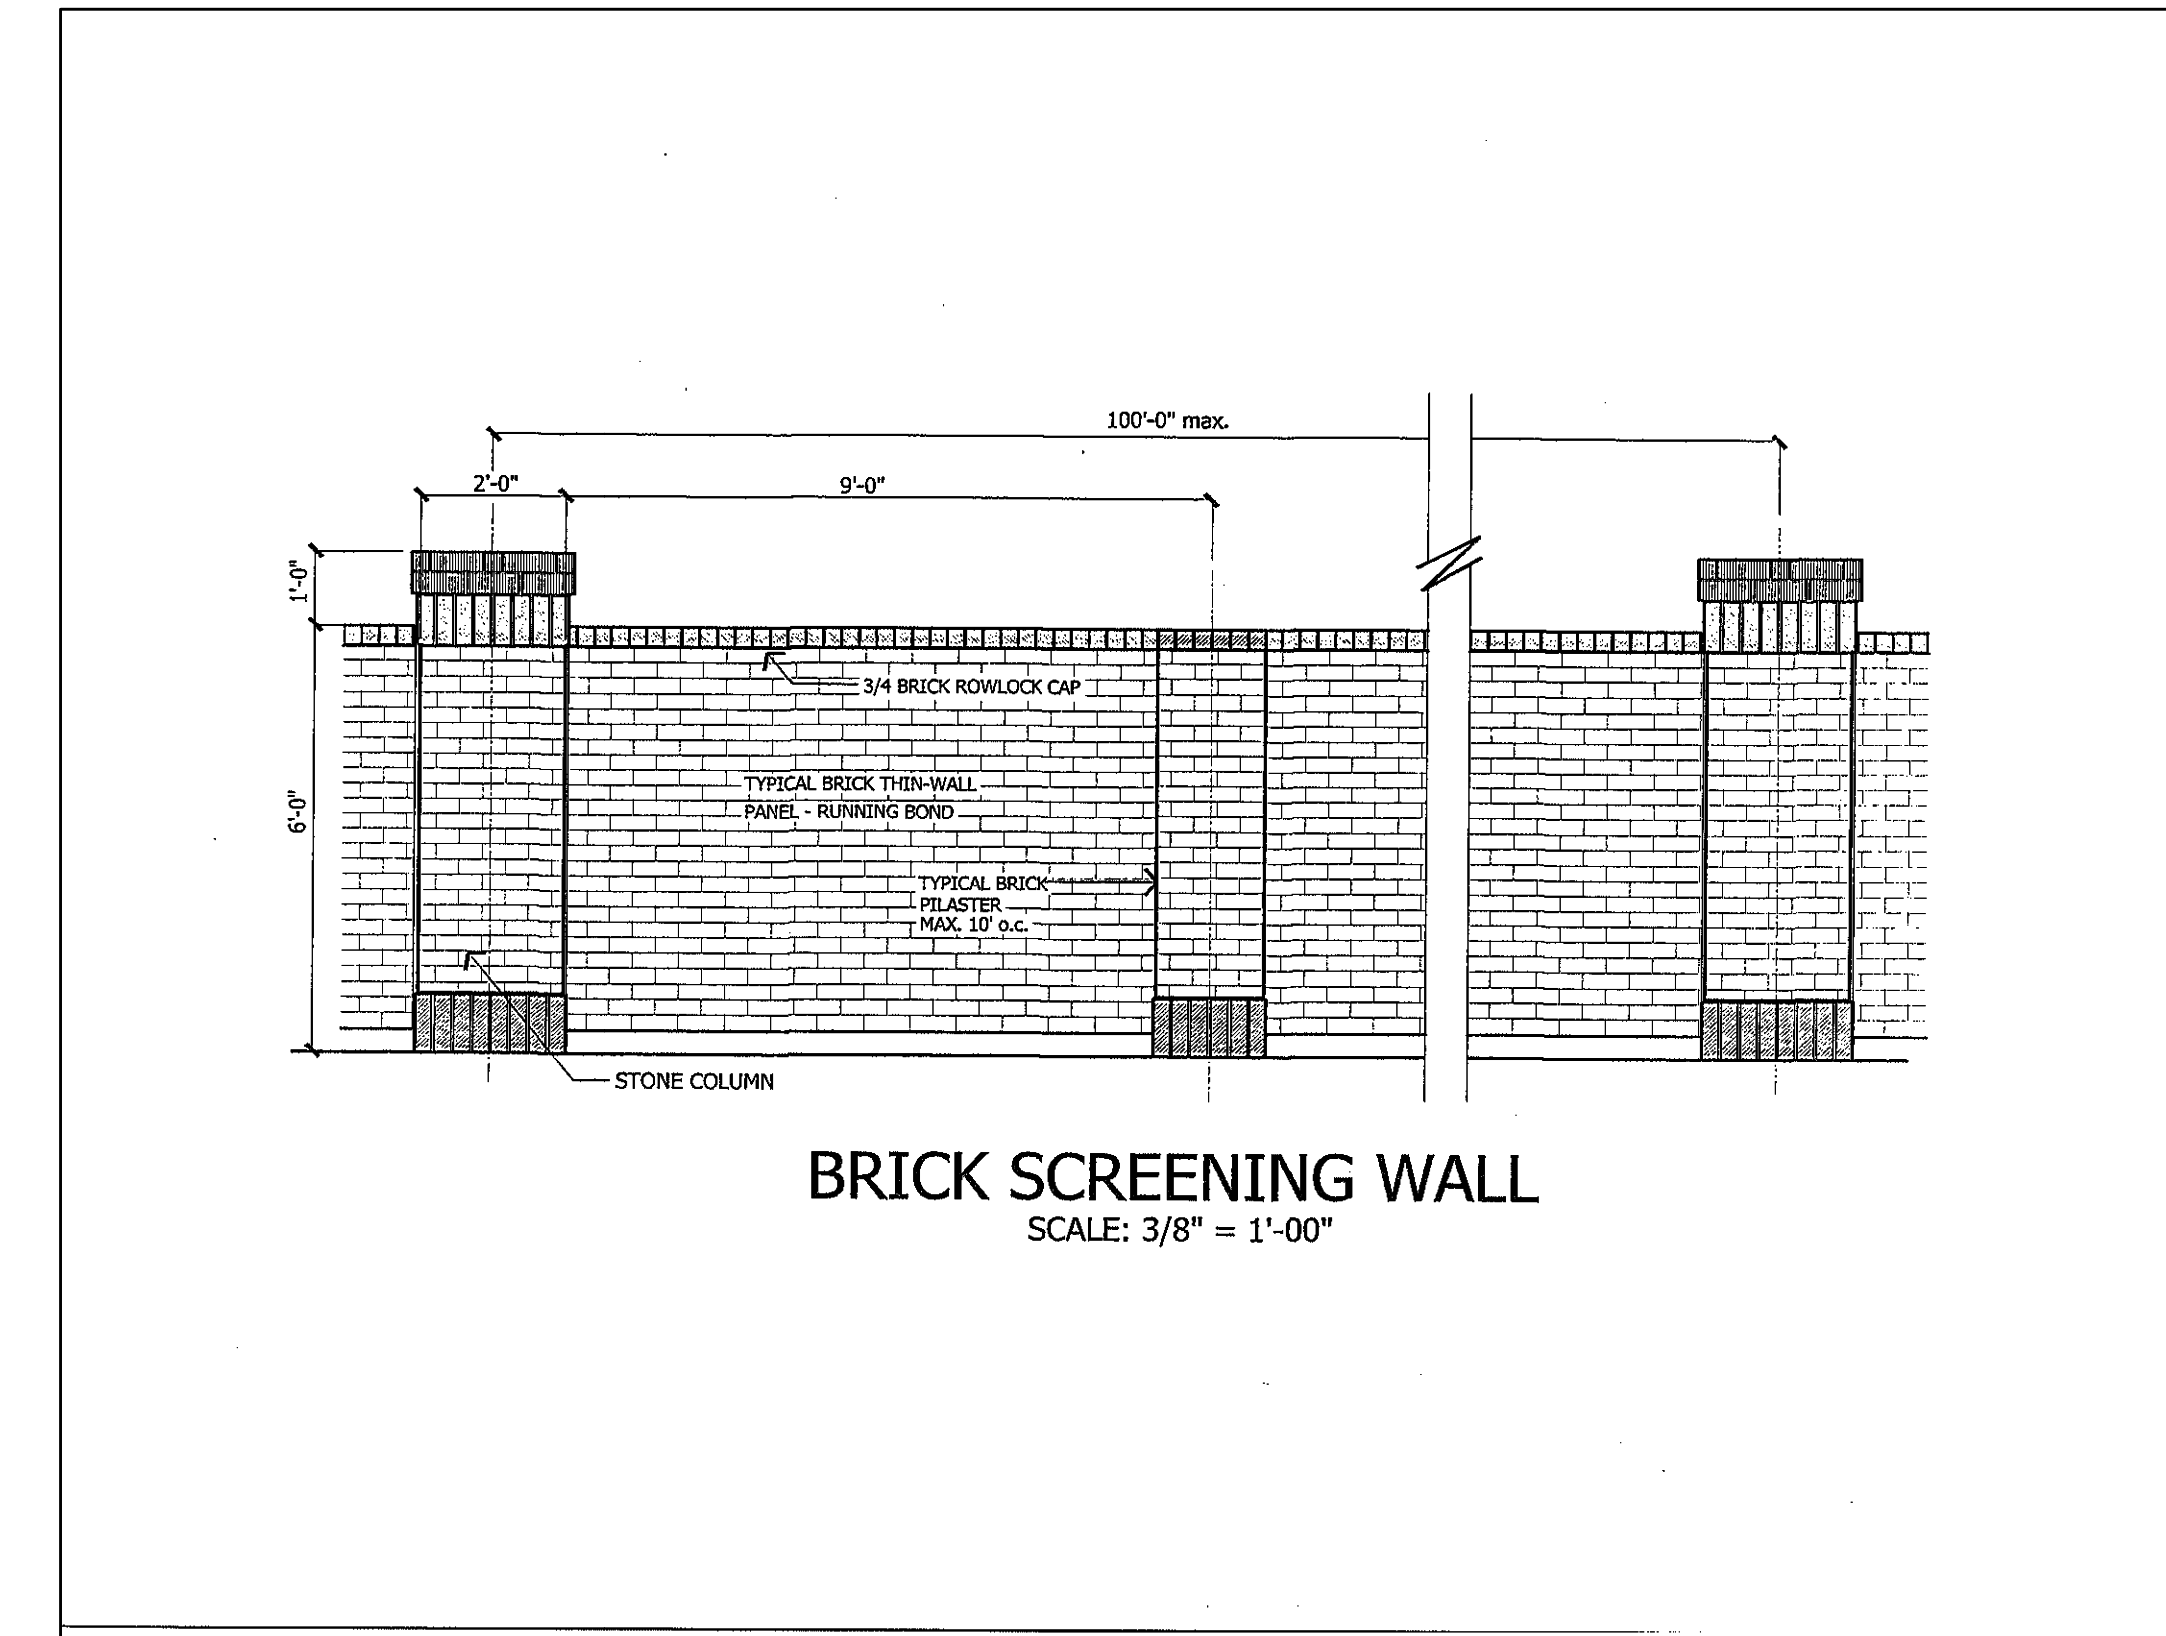 100'-0" max.
2'-0"
9'-0"
1'-0"
3/4 BRICK ROWLOCK CAP
6'-0"
TYPICAL BRICK THIN-WALL
PANEL - RUNNING BOND
TYPICAL BRICK
PILASTER
MAX. 10' o.c.
STONE COLUMN
BRICK SCREENING WALL
SCALE: 3/8" = 1'-00"